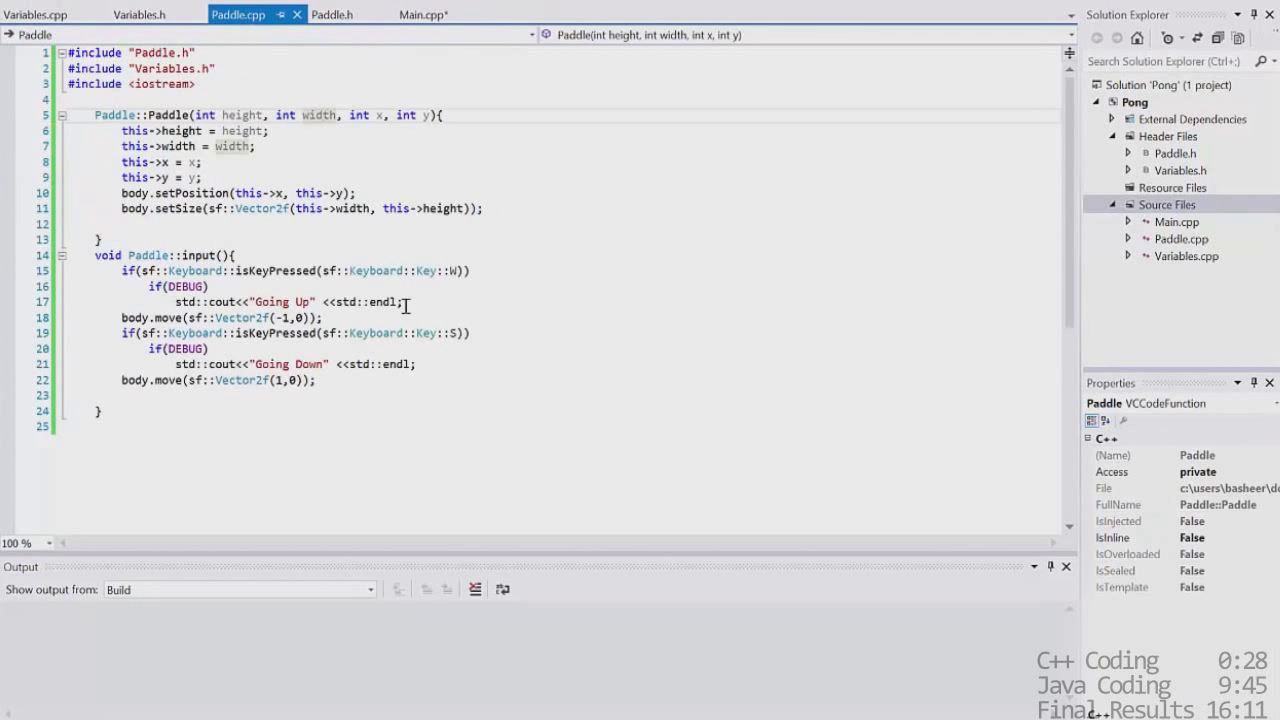 Variables.cpp Variables.h Paddle.cpp Paddle.h Main.cpp*
Paddle Paddle(int height, int width, int x, int y)
1 #include "Paddle.h"
2 #include "Variables.h"
3 #include <iostream>
4
5 Paddle::Paddle(int height, int width, int x, int y){
6 this->height = height;
7 this->width = width;
8 this->x = x;
9 this->y = y;
10 body.setPosition(this->x, this->y);
11 body.setSize(sf::Vector2f(this->width, this->height));
12
13 }
14 void Paddle::input(){
15 if(sf::Keyboard::isKeyPressed(sf::Keyboard::Key::W))
16 if(DEBUG)
17 std::cout<<"Going Up" <<std::endl;
18 body.move(sf::Vector2f(-1,0));
19 if(sf::Keyboard::isKeyPressed(sf::Keyboard::Key::S))
20 if(DEBUG)
21 std::cout<<"Going Down" <<std::endl;
22 body.move(sf::Vector2f(1,0));
23
24 }
25
100 %
Output
Show output from: Build
Solution Explorer
Search Solution Explorer (Ctrl+;)
Solution 'Pong' (1 project)
Pong
External Dependencies
Header Files
Paddle.h
Variables.h
Resource Files
Source Files
Main.cpp
Paddle.cpp
Variables.cpp
Properties
Paddle VCCodeFunction
C++
(Name) Paddle
Access private
File c:\users\basheer\do
FullName Paddle::Paddle
IsInjected False
IsInline False
IsOverloaded False
IsSealed False
IsTemplate False
C++ Coding 0:28
Java Coding 9:45
Final Results 16:11
C++